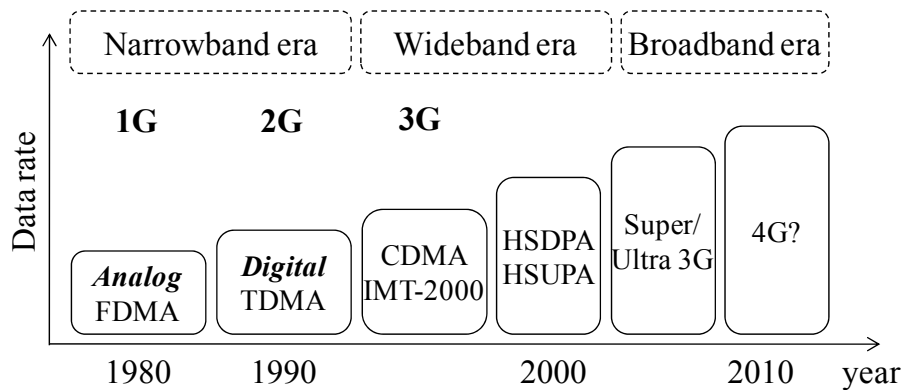 Narrowband era
Wideband era
Broadband era
1G
2G
3G
Data rate
Analog
FDMA
Digital
TDMA
CDMA
IMT-2000
HSDPA
HSUPA
Super/
Ultra 3G
4G?
1980
1990
2000
2010
year